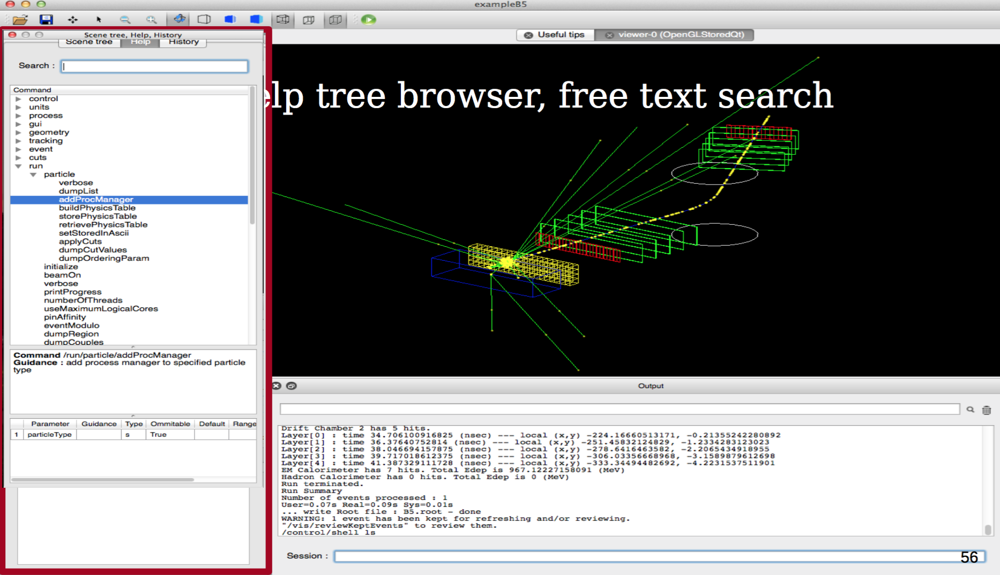 exampleB5
Scene tree, Help, History
Scene tree Help History
Useful tips viewer-0 (OpenGLStoredQt)
Search :
lp tree browser, free text search
Command
control
units
process
gui
geometry
tracking
event
cuts
run
particle
verbose
dumpList
addProcManager
buildPhysicsTable
storePhysicsTable
retrievePhysicsTable
setStoredInAscii
applyCuts
dumpCutValues
dumpOrderingParam
initialize
beamOn
verbose
printProgress
numberOfThreads
useMaximumLogicalCores
pinAffinity
eventModulo
dumpRegion
dumpCouples
Command /run/particle/addProcManager
Guidance : add process manager to specified particle
type
Parameter Guidance Type Ommitable Default Range
1 particleType s True
Output
Drift Chamber 2 has 5 hits.
Layer[0] : time 34.706100916825 (nsec) --- local (x,y) -224.16660513171, -0.21355242280892
Layer[1] : time 36.37640752814 (nsec) --- local (x,y) -251.45832124829, -1.2334283123023
Layer[2] : time 38.046694157875 (nsec) --- local (x,y) -278.6416463582, -2.2065434918955
Layer[3] : time 39.717018612375 (nsec) --- local (x,y) -306.03356668968, -3.1589879612698
Layer[4] : time 41.387329111728 (nsec) --- local (x,y) -333.34494482692, -4.2231537511901
EM Calorimeter has 7 hits. Total Edep is 967.12227158091 (MeV)
Hadron Calorimeter has 0 hits. Total Edep is 0 (MeV)
Run terminated.
Run Summary
Number of events processed : 1
User=0.07s Real=0.09s Sys=0.01s
... write Root file : B5.root - done
WARNING: 1 event has been kept for refreshing and/or reviewing.
"/vis/reviewKeptEvents" to review them.
/control/shell ls
Session :
56